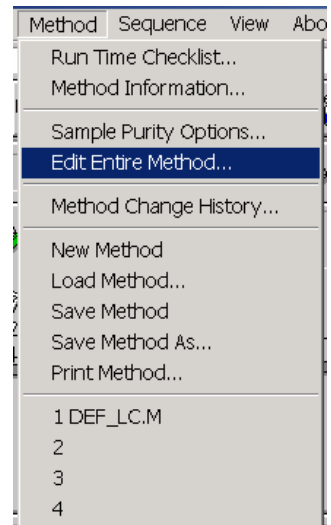 Method Sequence View Abo
Run Time Checklist...
Method Information...
Sample Purity Options...
Edit Entire Method...
Method Change History...
New Method
Load Method...
Save Method
Save Method As...
Print Method...
1 DEF_LC.M
2
3
4